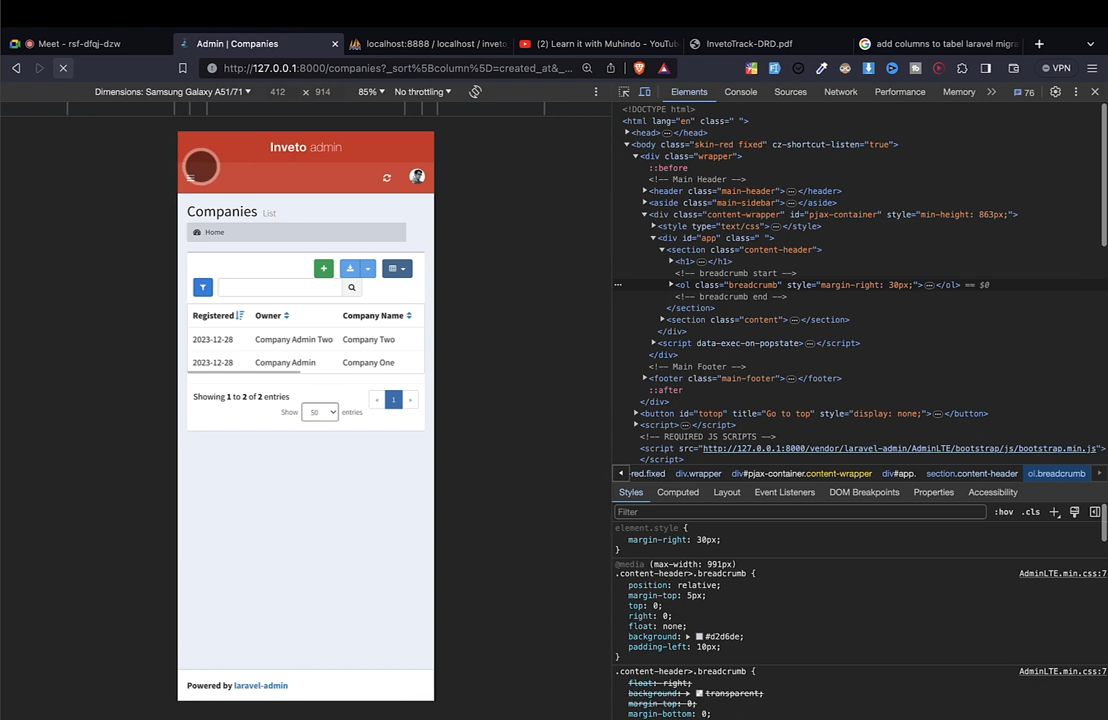 Meet - rsf-dfqj-dzw
Admin | Companies
localhost:8888 / localhost / inveto
(2) Learn it with Muhindo - YouTub
InvetoTrack-DRD.pdf
add columns to tabel laravel migra
http://127.0.0.1:8000/companies?_sort%5Bcolumn%5D=created_at&_...
VPN
Dimensions: Samsung Galaxy A51/71
412 × 914
85%
No throttling
Elements Console Sources Network Performance Memory
76
Inveto admin
Companies List
Home
Registered Owner Company Name
2023-12-28 Company Admin Two Company Two
2023-12-28 Company Admin Company One
Showing 1 to 2 of 2 entries
« 1 »
Show 50 entries
Powered by laravel-admin
<!DOCTYPE html>
<html lang="en" class=" ">
<head> … </head>
<body class="skin-red fixed" cz-shortcut-listen="true">
<div class="wrapper">
::before
<!-- Main Header -->
<header class="main-header"> … </header>
<aside class="main-sidebar"> … </aside>
<div class="content-wrapper" id="pjax-container" style="min-height: 863px;">
<style type="text/css"> … </style>
<div id="app" class=" ">
<section class="content-header">
<h1> … </h1>
<!-- breadcrumb start -->
… <ol class="breadcrumb" style="margin-right: 30px;"> … </ol> == $0
<!-- breadcrumb end -->
</section>
<section class="content"> … </section>
</div>
<script data-exec-on-popstate> … </script>
</div>
<!-- Main Footer -->
<footer class="main-footer"> … </footer>
::after
</div>
<button id="totop" title="Go to top" style="display: none;"> … </button>
<script> … </script>
<!-- REQUIRED JS SCRIPTS -->
<script src="http://127.0.0.1:8000/vendor/laravel-admin/AdminLTE/bootstrap/js/bootstrap.min.js">
</script>
red.fixed div.wrapper div#pjax-container.content-wrapper div#app. section.content-header ol.breadcrumb
Styles Computed Layout Event Listeners DOM Breakpoints Properties Accessibility
Filter
:hov .cls
element.style {
margin-right: 30px;
}
@media (max-width: 991px)
.content-header>.breadcrumb {
AdminLTE.min.css:7
position: relative;
margin-top: 5px;
top: 0;
right: 0;
float: none;
background: #d2d6de;
padding-left: 10px;
}
.content-header>.breadcrumb {
AdminLTE.min.css:7
float: right;
background: transparent;
margin-top: 0;
margin-bottom: 0;